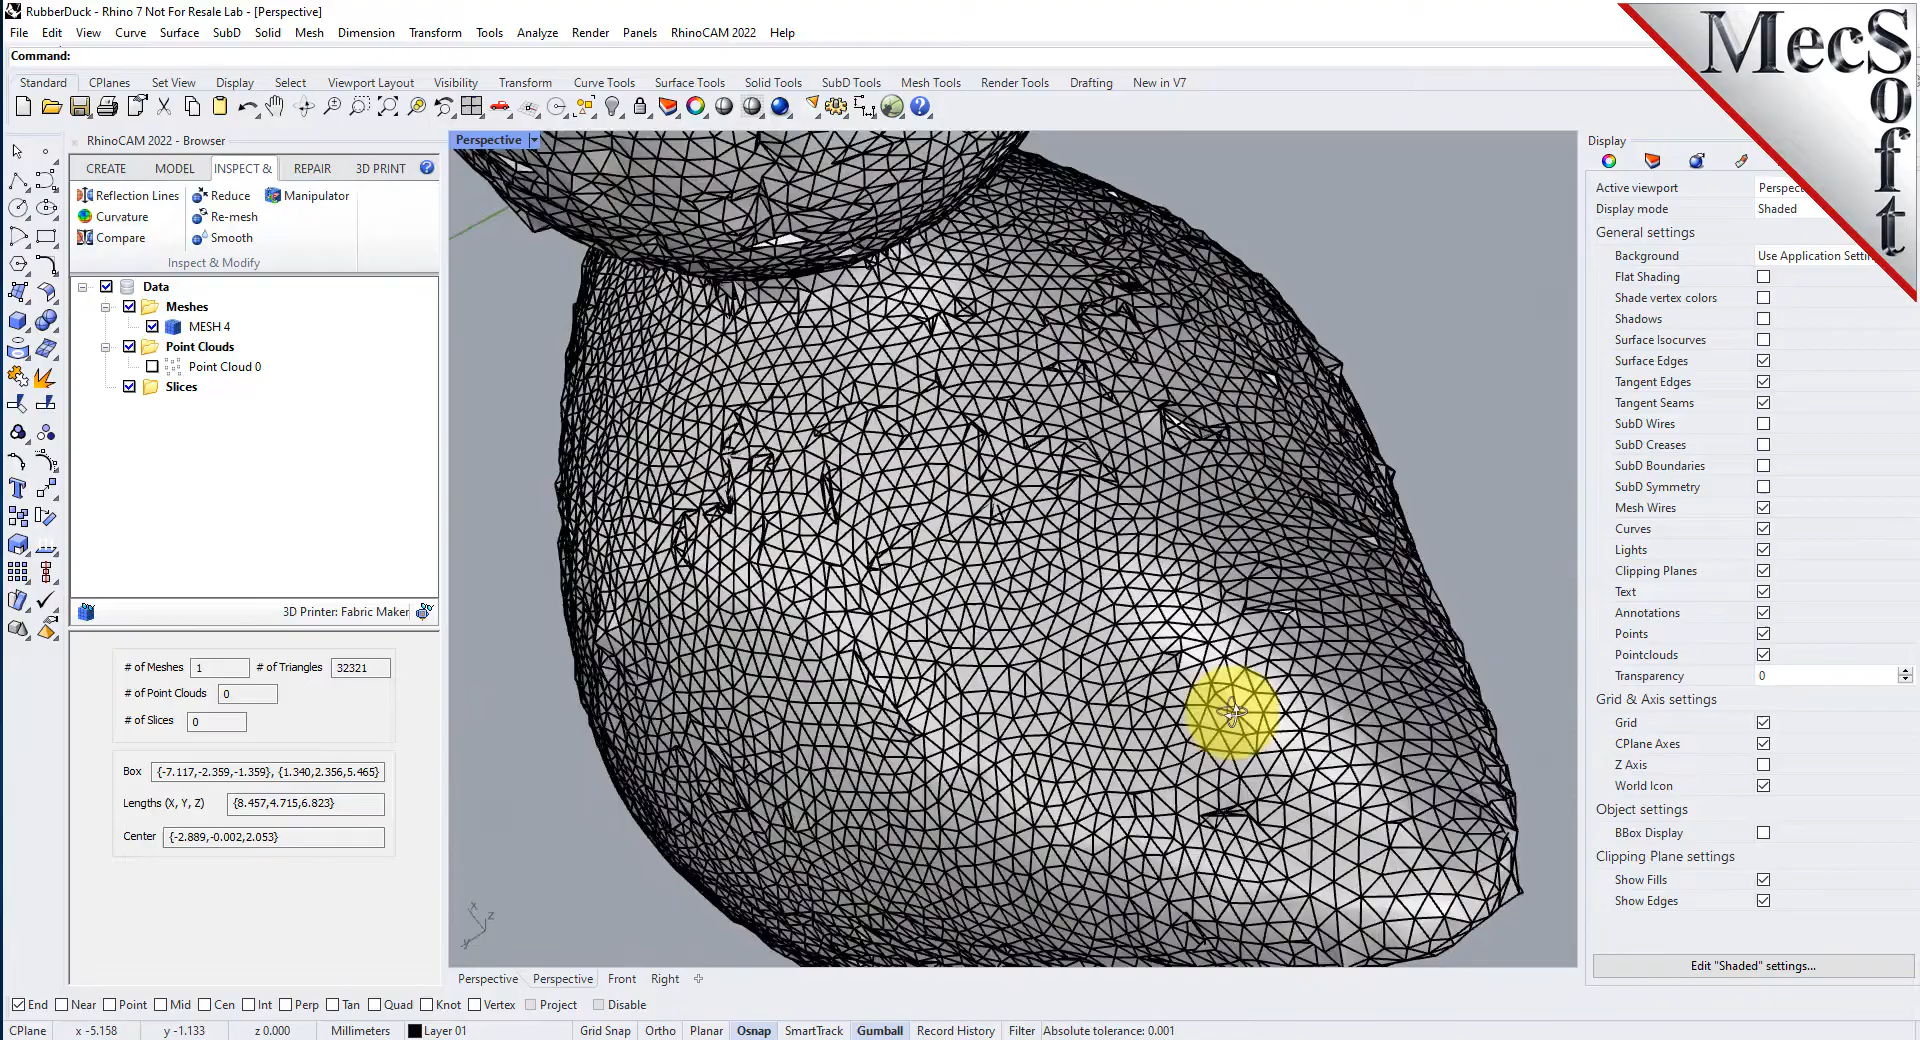 RubberDuck - Rhino 7 Not For Resale Lab - [Perspective]
File Edit View Curve Surface SubD Solid Mesh Dimension Transform Tools Analyze Render Panels RhinoCAM 2022 Help
Command:
Standard CPlanes Set View Display Select Viewport Layout Visibility Transform Curve Tools Surface Tools Solid Tools SubD Tools Mesh Tools Render Tools Drafting New in V7
MecSoft
RhinoCAM 2022 - Browser
CREATE MODEL INSPECT & REPAIR 3D PRINT
Reflection Lines Reduce Manipulator
Curvature Re-mesh
Compare Smooth
Inspect & Modify
Data
Meshes
MESH 4
Point Clouds
Point Cloud 0
Slices
3D Printer: Fabric Maker
# of Meshes 1 # of Triangles 32321
# of Point Clouds 0
# of Slices 0
Box {-7.117,-2.359,-1.359}, {1.340,2.356,5.465}
Lengths (X, Y, Z) {8.457,4.715,6.823}
Center {-2.889,-0.002,2.053}
Perspective
x
z
y
Perspective Perspective Front Right
Display
Active viewport Perspec
Display mode Shaded
General settings
Background Use Application Settin
Flat Shading
Shade vertex colors
Shadows
Surface Isocurves
Surface Edges
Tangent Edges
Tangent Seams
SubD Wires
SubD Creases
SubD Boundaries
SubD Symmetry
Mesh Wires
Curves
Lights
Clipping Planes
Text
Annotations
Points
Pointclouds
Transparency 0
Grid & Axis settings
Grid
CPlane Axes
Z Axis
World Icon
Object settings
BBox Display
Clipping Plane settings
Show Fills
Show Edges
Edit "Shaded" settings...
End Near Point Mid Cen Int Perp Tan Quad Knot Vertex Project Disable
CPlane x -5.158 y -1.133 z 0.000 Millimeters Layer 01 Grid Snap Ortho Planar Osnap SmartTrack Gumball Record History Filter Absolute tolerance: 0.001